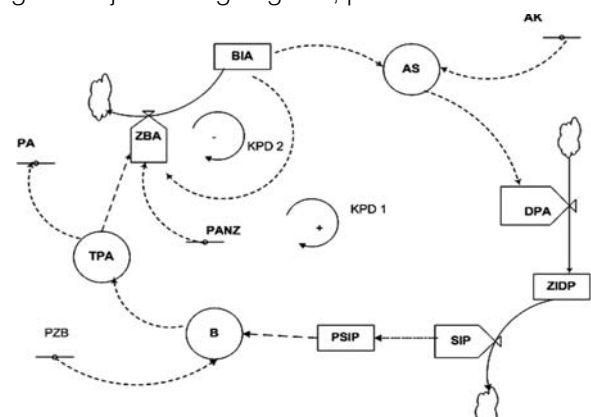 AK
BIA
AS
ZBA
-
KPD 2
PA
DPA
KPD 1
+
PANZ
TPA
ZIDP
PZB
B
PSIP
SIP